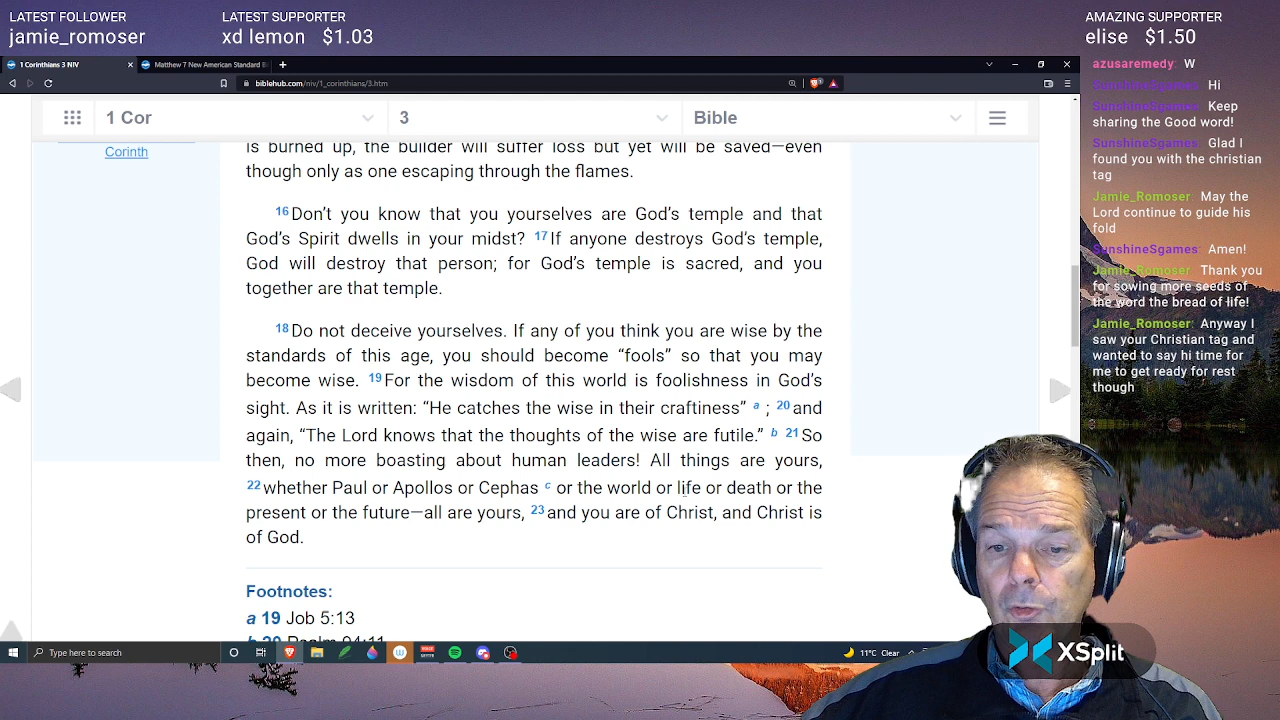 LATEST FOLLOWER
jamie_romoser
LATEST SUPPORTER
xd lemon $1.03
AMAZING SUPPORTER
elise $1.50
1 Corinthians 3 NIV
Matthew 7 New American Standard
biblehub.com/niv/1_corinthians/3.htm
1 Cor
3
Bible
Corinth
is burned up, the builder will suffer loss but yet will be saved—even
though only as one escaping through the flames.
16 Don’t you know that you yourselves are God’s temple and that
God’s Spirit dwells in your midst? 17 If anyone destroys God’s temple,
God will destroy that person; for God’s temple is sacred, and you
together are that temple.
18 Do not deceive yourselves. If any of you think you are wise by the
standards of this age, you should become “fools” so that you may
become wise. 19 For the wisdom of this world is foolishness in God’s
sight. As it is written: “He catches the wise in their craftiness” a ; 20 and
again, “The Lord knows that the thoughts of the wise are futile.” b 21 So
then, no more boasting about human leaders! All things are yours,
22 whether Paul or Apollos or Cephas c or the world or life or death or the
present or the future—all are yours, 23 and you are of Christ, and Christ is
of God.
Footnotes:
a 19 Job 5:13
b 20 Psalm 94:11
azusaremedy: W
SunshineSgames: Hi
SunshineSgames: Keep
sharing the Good word!
SunshineSgames: Glad I
found you with the christian
tag
Jamie_Romoser: May the
Lord continue to guide his
fold
SunshineSgames: Amen!
Jamie_Romoser: Thank you
for sowing more seeds of
the word the bread of life!
Jamie_Romoser: Anyway I
saw your Christian tag and
wanted to say hi time for
me to get ready for rest
though
Type here to search
11°C Clear
XSplit